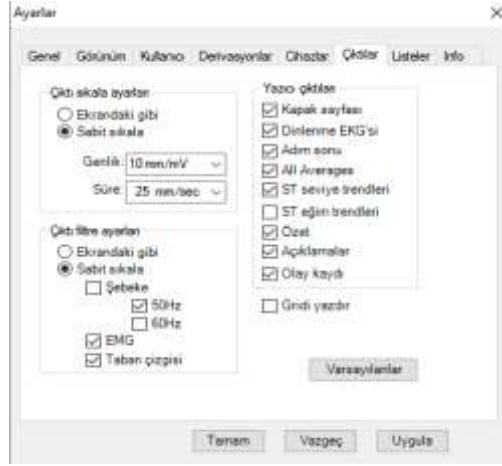 Ayarlar
Genel Görünüm Kullanıcı Derivasyonlar Cihazlar Çıktılar Listeler Info
Çıktı skala ayarları
Ekrandaki gibi
Sabit sıkala
Genlik: 10 mm/mV
Süre: 25 mm/sec
Çıktı filtre ayarları
Ekrandaki gibi
Sabit sıkala
Şebeke
50Hz
60Hz
EMG
Taban çizgisi
Yazıcı çıktıları
Kapak sayfası
Dinlenme EKG'si
Adım sonu
All Averages
ST seviye trendleri
ST eğim trendleri
Özet
Açıklamalar
Olay kaydı
Gridi yazdır
Varsayılanlar
Tamam Vazgeç Uygula